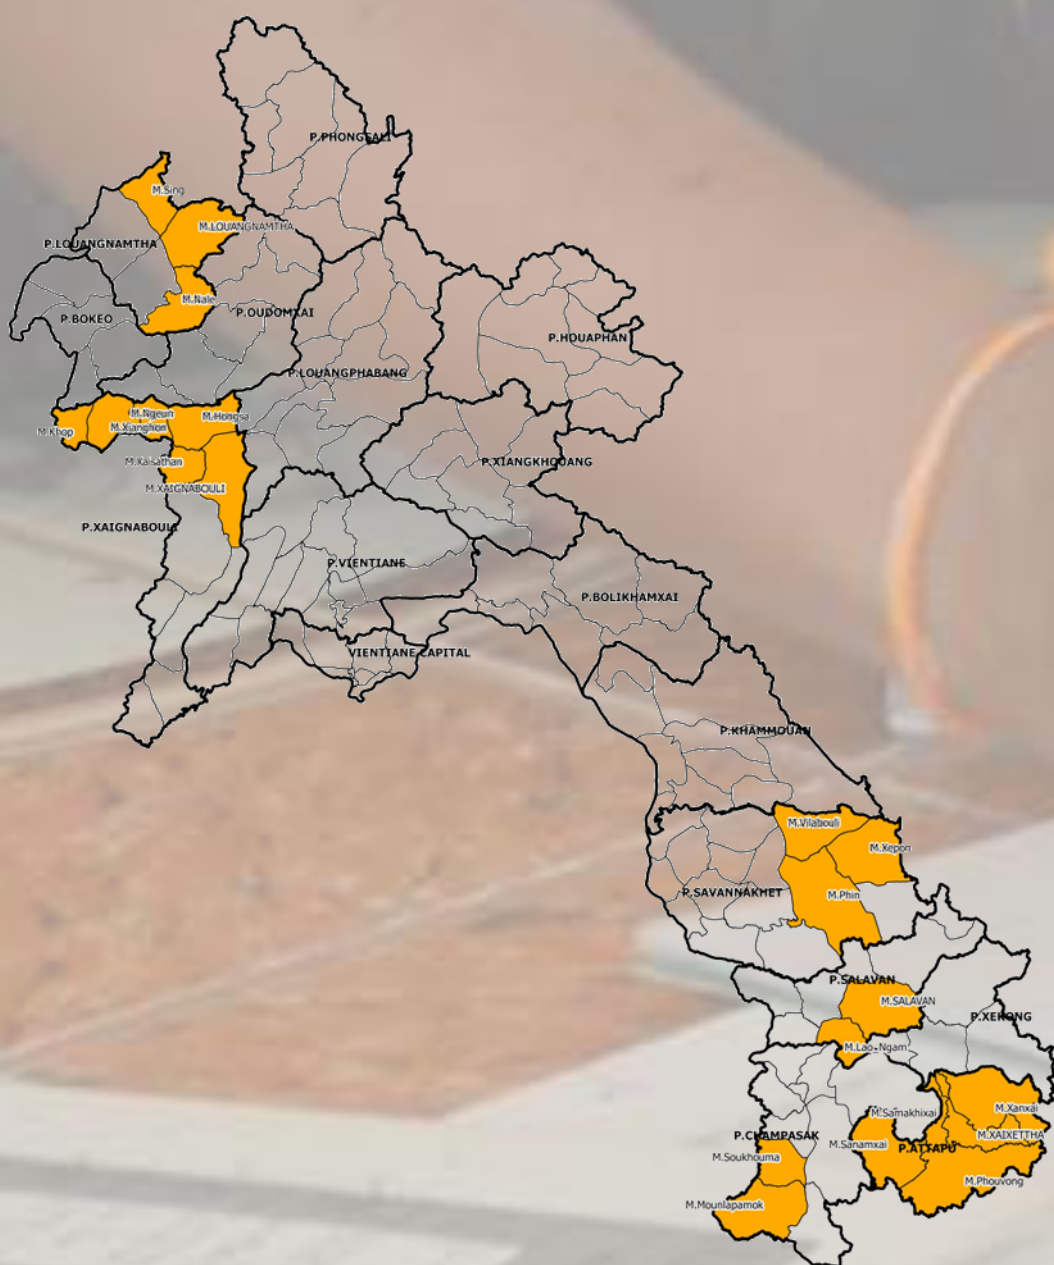 P.PHONGSALI
M.Sing
M.LOUANGNAMTHA
P.LOUANGNAMTHA
M.Nale
P.OUDOMXAI
P.BOKEO
P.HOUAPHAN
P.LOUANGPHABANG
M.Ngeun
M.Hongsa
M.Xianghon
M.Khop
M.Xaisathan
P.XIANGKHOUANG
M.XAIGNABOULI
P.XAIGNABOULI
P.VIENTIANE
P.BOLIKHAMXAI
VIENTIANE CAPITAL
P.KHAMMOUAN
M.Vilabouli
M.Xepon
P.SAVANNAKHET
M.Phin
P.SALAVAN
M.SALAVAN
P.XEKONG
M.Lao_Ngam
M.Samakhixai
M.Xanxai
P.CHAMPASAK
M.XAIXETTHA
M.Sanamxai
P.ATTAPU
M.Soukhouma
M.Phouvong
M.Mounlapamok